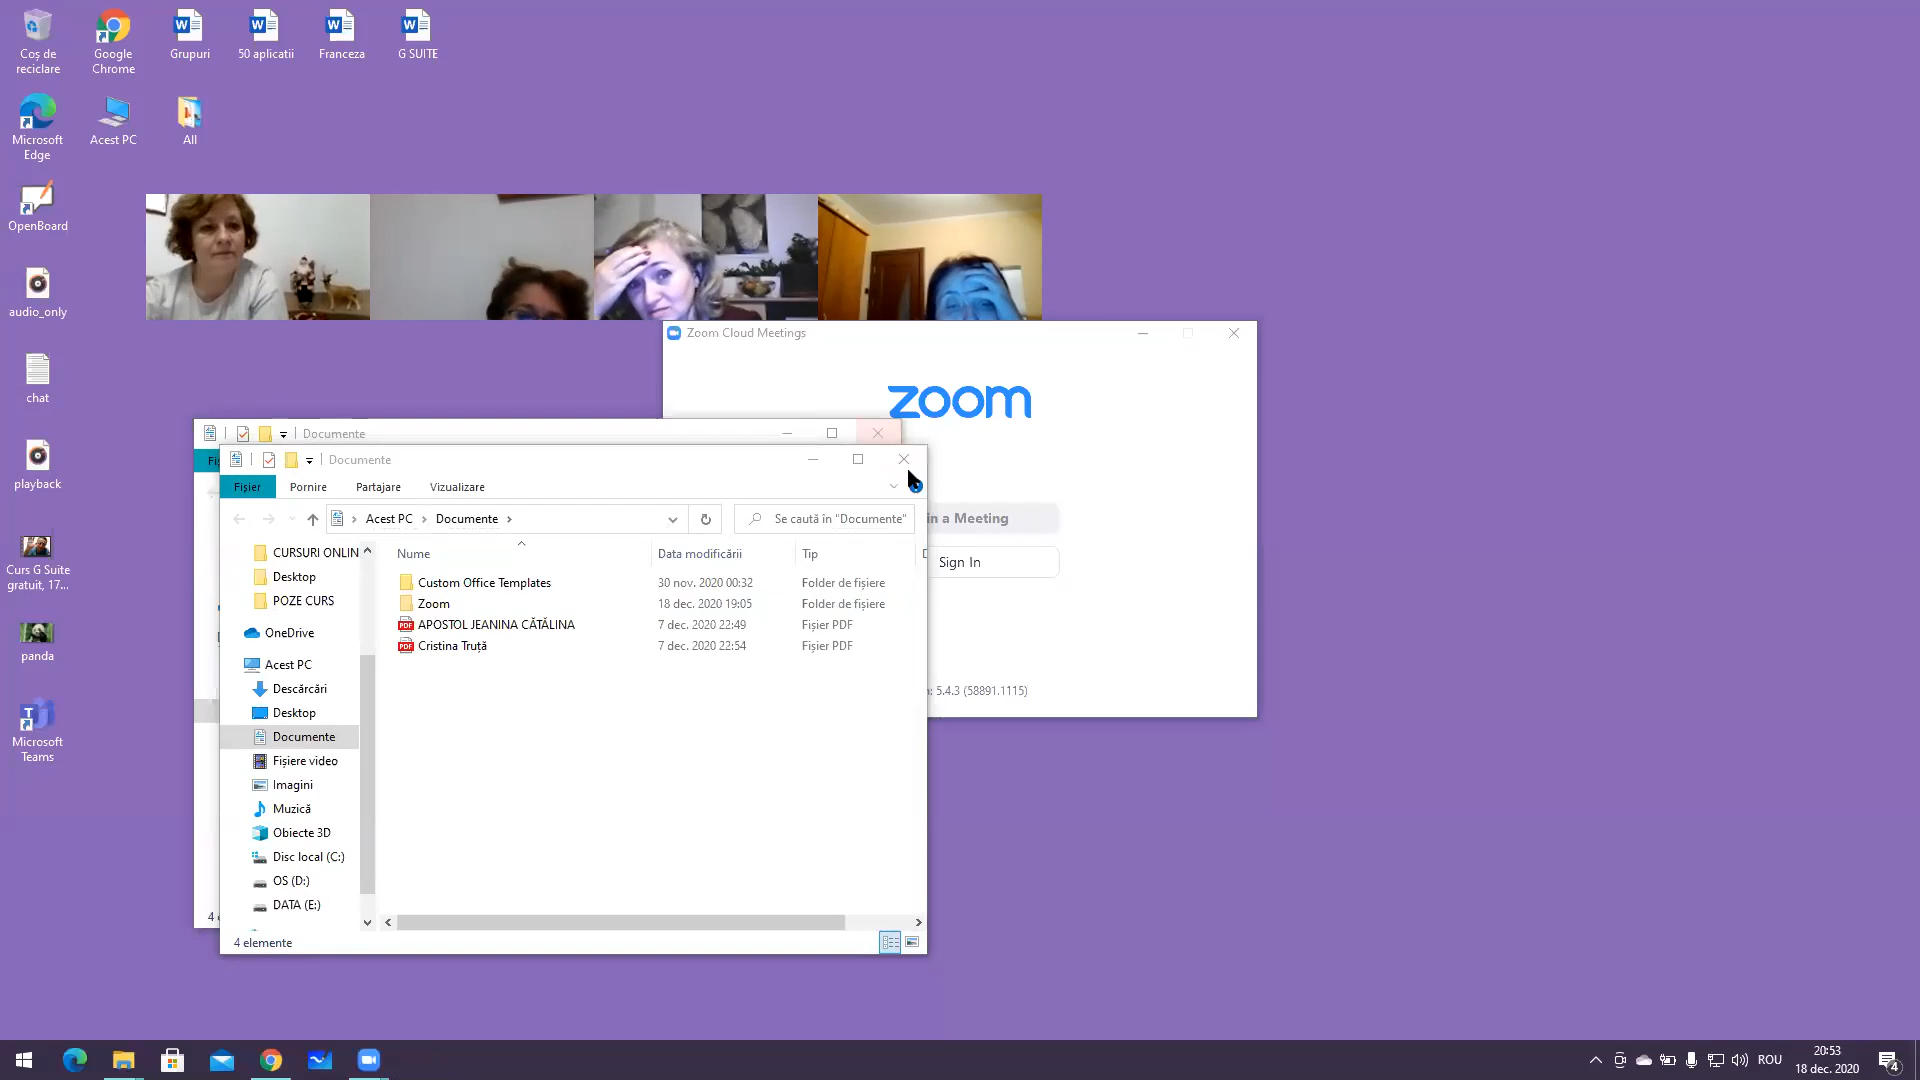 Coș de
reciclare
Google
Chrome
Grupuri
50 aplicatii
Franceza
G SUITE
Microsoft
Edge
Acest PC
All
OpenBoard
audio_only
chat
playback
Curs G Suite
gratuit, 17...
panda
Microsoft
Teams
Zoom Cloud Meetings
zoom
in a Meeting
Sign In
5.4.3 (58891.1115)
Documente
Documente
Fișier
Pornire
Partajare
Vizualizare
Acest PC
Documente
Se caută în "Documente"
Nume
Data modificării
Tip
Custom Office Templates
30 nov. 2020 00:32
Folder de fișiere
Zoom
18 dec. 2020 19:05
Folder de fișiere
APOSTOL JEANINA CĂTĂLINA
7 dec. 2020 22:49
Fișier PDF
Cristina Truță
7 dec. 2020 22:54
Fișier PDF
CURSURI ONLIN
Desktop
POZE CURS
OneDrive
Acest PC
Descărcări
Desktop
Documente
Fișiere video
Imagini
Muzică
Obiecte 3D
Disc local (C:)
OS (D:)
DATA (E:)
4 elemente
ROU
20:53
18 dec. 2020
4